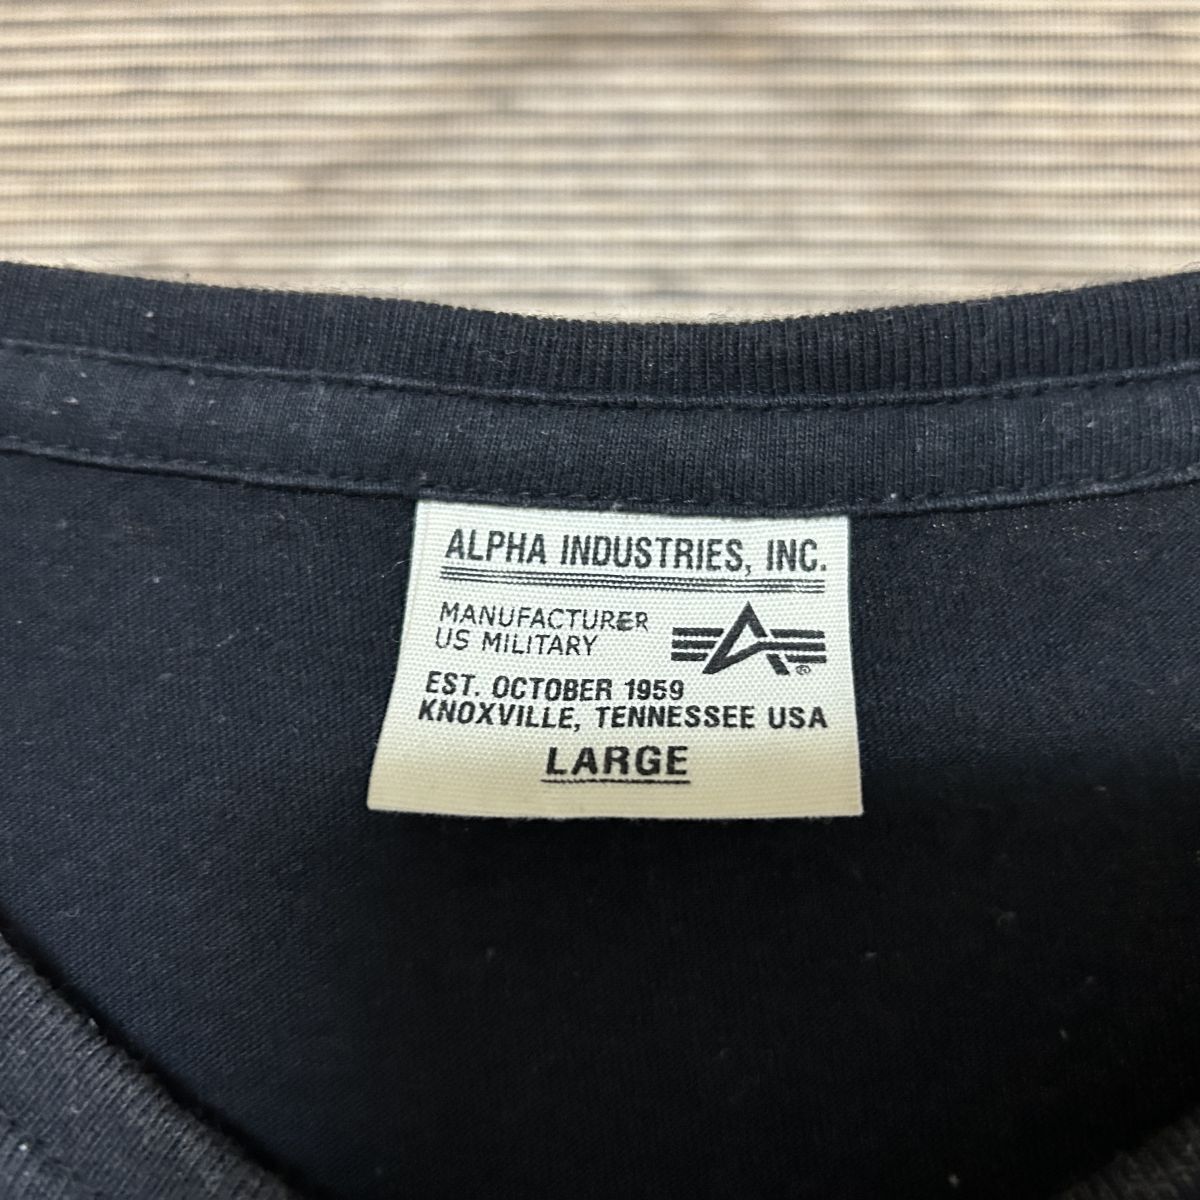 ALPHA INDUSTRIES, INC.
MANUFACTURER
US MILITARY
®
EST. OCTOBER 1959
KNOXVILLE, TENNESSEE USA
LARGE